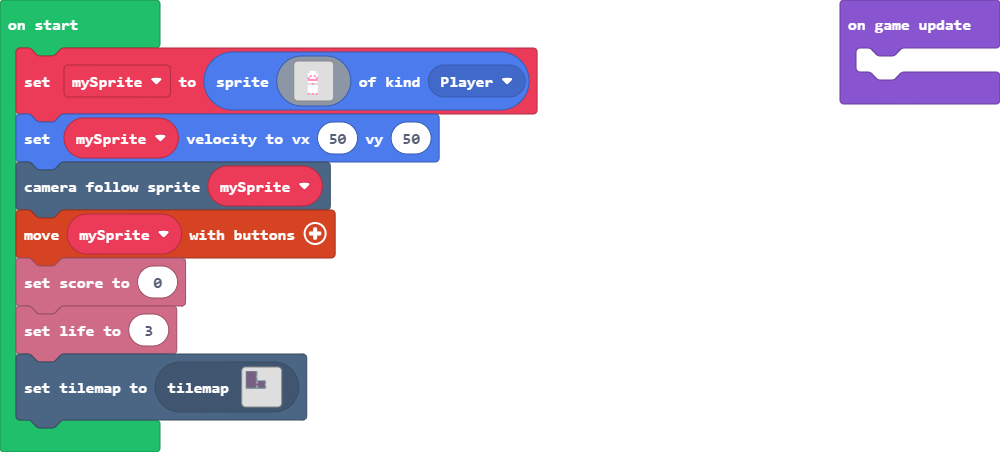 on start
set mySprite to sprite of kind Player
set mySprite velocity to vx 50 vy 50
camera follow sprite mySprite
move mySprite with buttons
set score to 0
set life to 3
set tilemap to tilemap
on game update